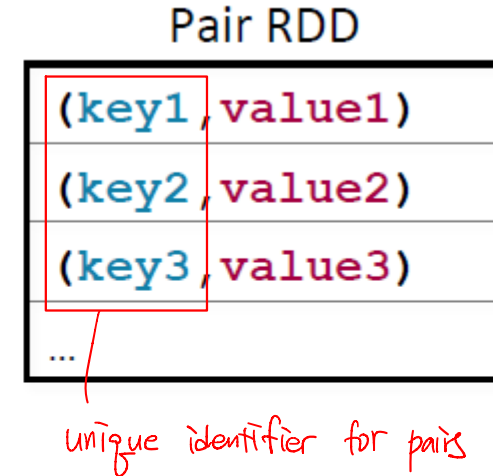 Pair RDD
(key1,value1)
(key2,value2)
(key3,value3)
...
unique identifier for pairs